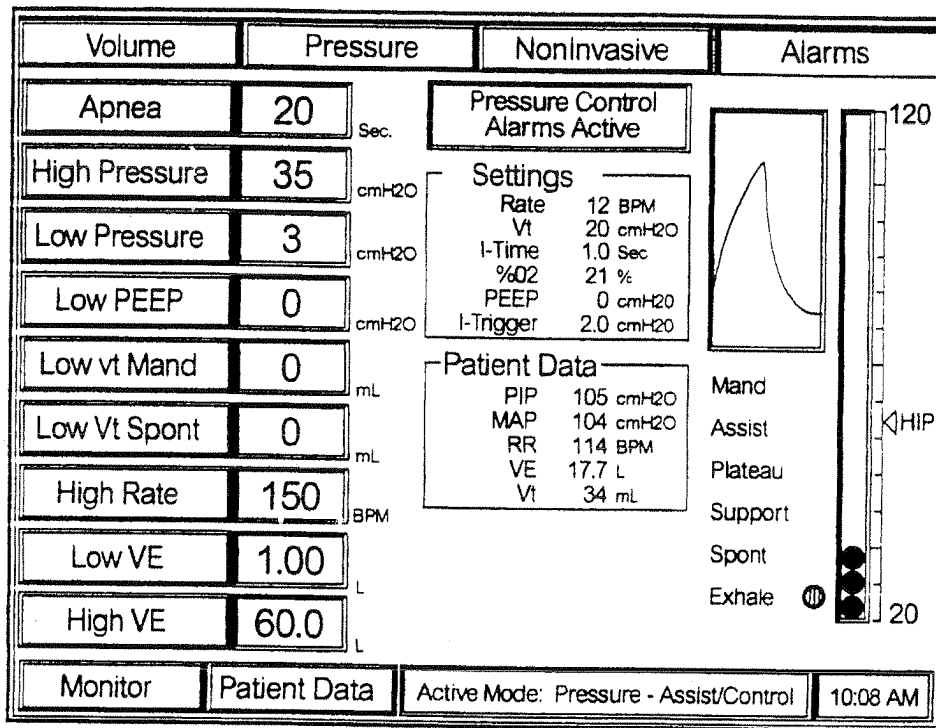 Volume Pressure NonInvasive Alarms
Apnea 20 Sec.
High Pressure 35 cmH2O
Low Pressure 3 cmH2O
Low PEEP 0 cmH2O
Low vt Mand 0 mL
Low Vt Spont 0 mL
High Rate 150 BPM
Low VE 1.00 L
High VE 60.0 L
Pressure Control
Alarms Active
Settings
Rate 12 BPM
Vt 20 cmH2O
I-Time 1.0 Sec
%02 21 %
PEEP 0 cmH20
I-Trigger 2.0 cmH20
Patient Data
PIP 105 cmH2O
MAP 104 cmH2O
RR 114 BPM
VE 17.7 L
Vt 34 mL
Mand
Assist
Plateau
Support
Spont
Exhale
120
HIP
20
Monitor Patient Data Active Mode: Pressure - Assist/Control 10:08 AM